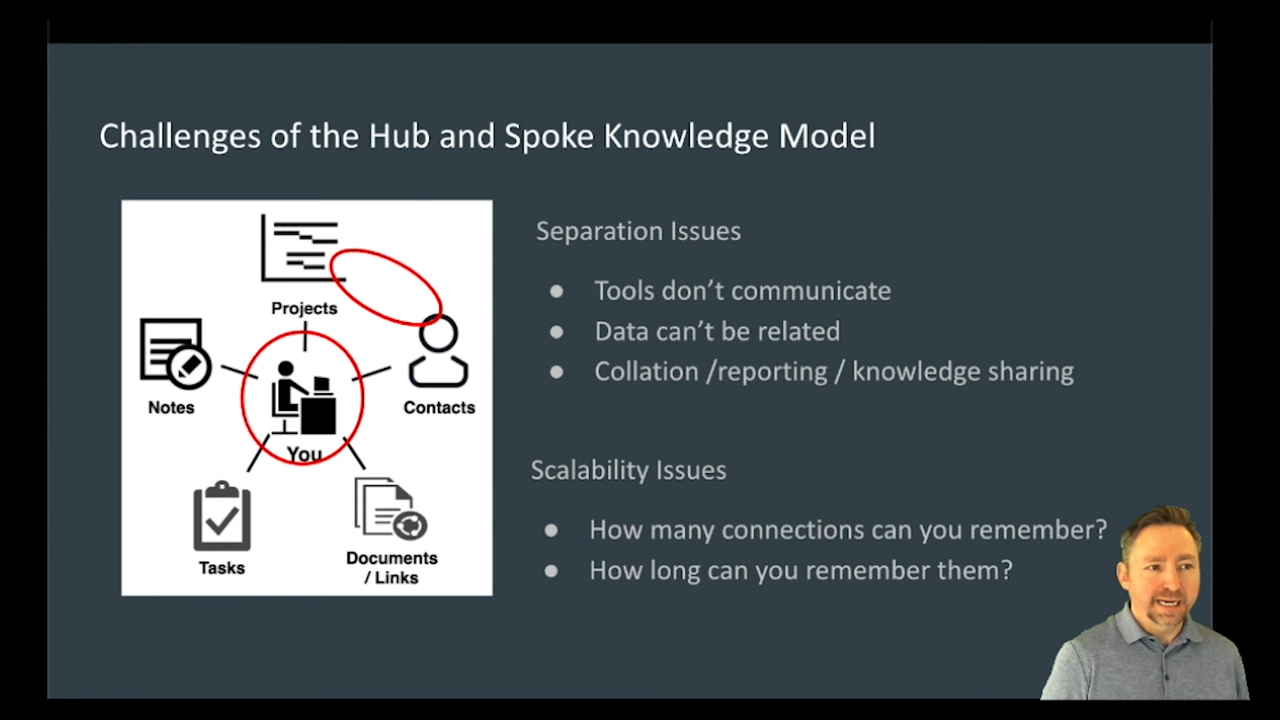 Challenges of the Hub and Spoke Knowledge Model
Projects
Notes
Contacts
You
Tasks
Documents
/ Links
Separation Issues
● Tools don’t communicate
● Data can’t be related
● Collation /reporting / knowledge sharing
Scalability Issues
● How many connections can you remember?
● How long can you remember them?